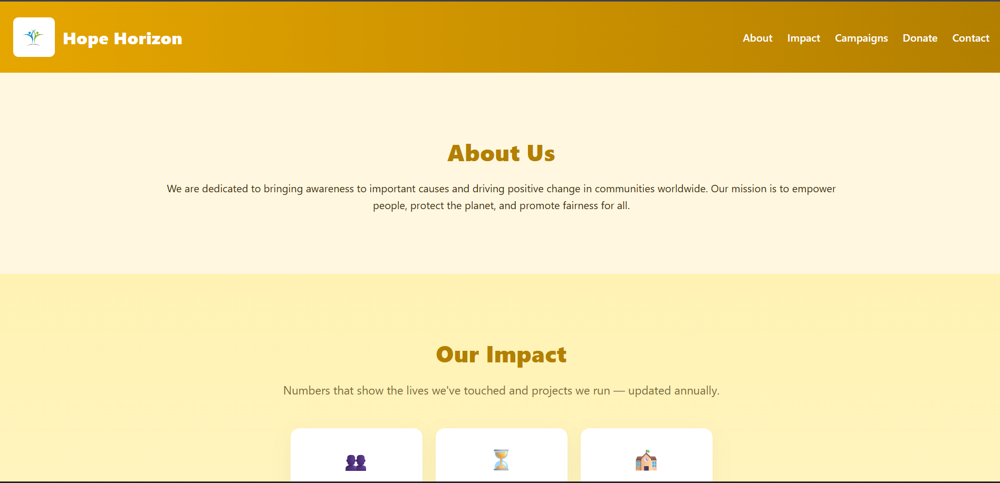 Hope Horizon
About Impact Campaigns Donate Contact
About Us
We are dedicated to bringing awareness to important causes and driving positive change in communities worldwide. Our mission is to empower
people, protect the planet, and promote fairness for all.
Our Impact
Numbers that show the lives we've touched and projects we run — updated annually.